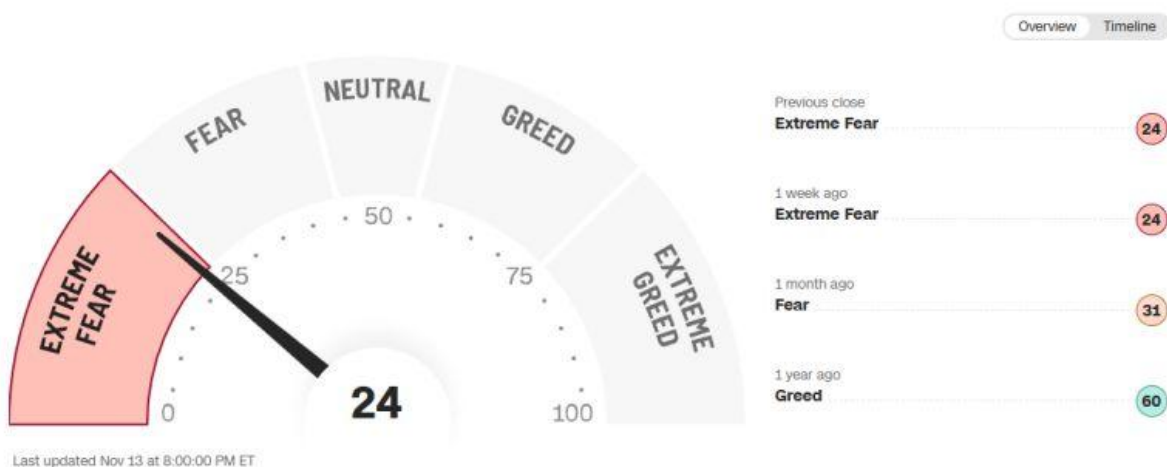 Overview Timeline
NEUTRAL
FEAR
GREED
EXTREME
FEAR
EXTREME
GREED
50
25
75
0
100
24
Last updated Nov 13 at 8:00:00 PM ET
Previous close
Extreme Fear 24
1 week ago
Extreme Fear 24
1 month ago
Fear 31
1 year ago
Greed 60